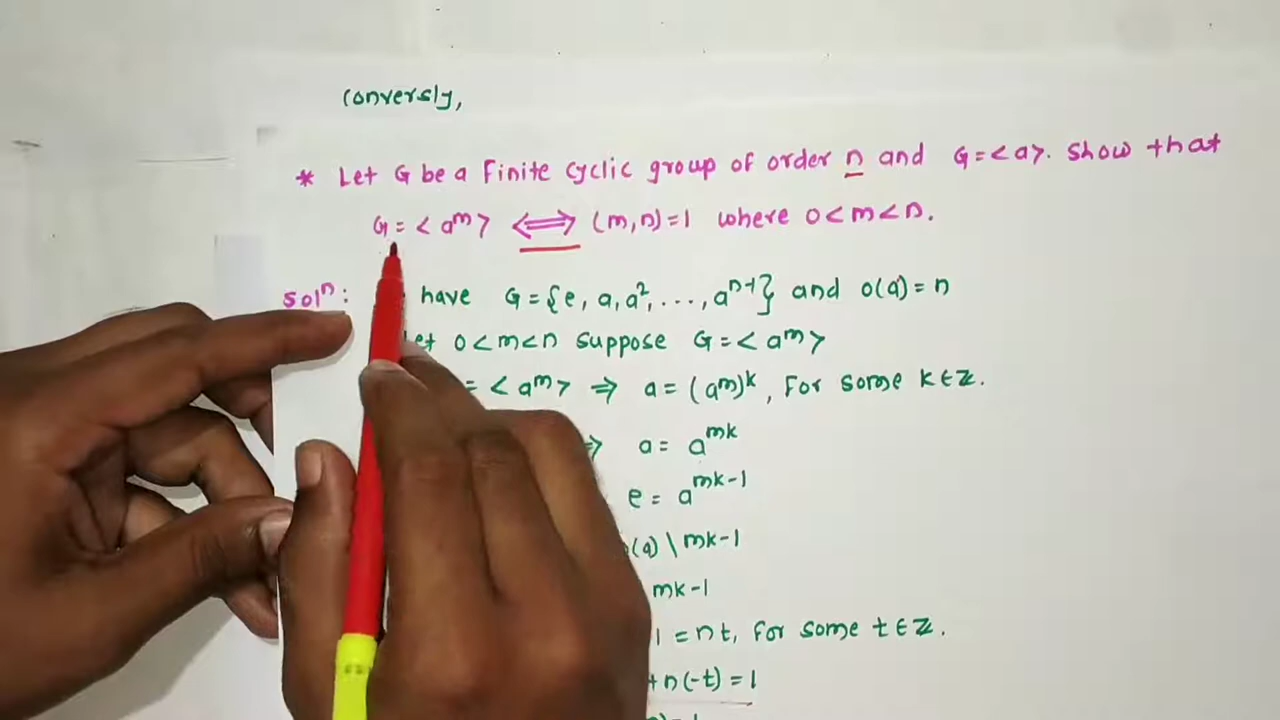 conversly,
* Let G be a Finite cyclic group of order n and G=<a>. Show that
G=<a^m> ⟺ (m,n)=1 where 0<m<n.
Sol^n: have G={e, a, a^2, ..., a^{n-1}} and o(a)=n
0<m<n suppose G=<a^m>
= <a^m> ⇒ a=(a^m)^k, for some k∈Z.
⇒ a = a^{mk}
e = a^{mk-1}
(a) \ mk-1
mk-1
1 = nt, for some t∈Z.
+n(-t)=1